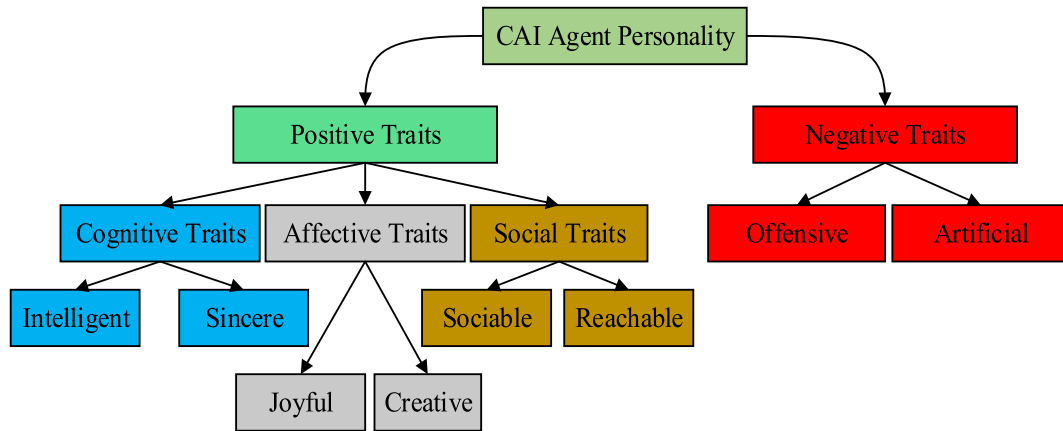 CAI Agent Personality
Positive Traits
Negative Traits
Cognitive Traits
Affective Traits
Social Traits
Offensive
Artificial
Intelligent
Sincere
Sociable
Reachable
Joyful
Creative